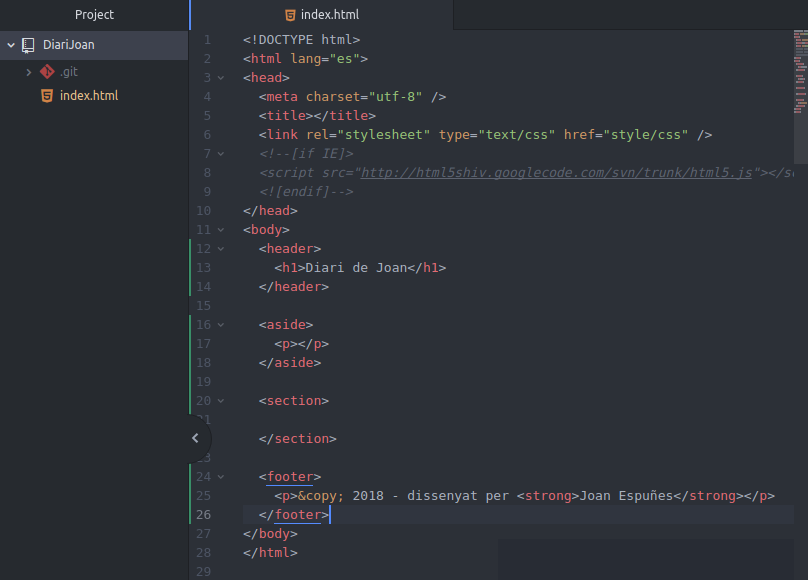 Project
index.html
DiariJoan
.git
index.html
1 <!DOCTYPE html>
2 <html lang="es">
3 <head>
4 <meta charset="utf-8" />
5 <title></title>
6 <link rel="stylesheet" type="text/css" href="style/css" />
7 <!--[if IE]>
8 <script src="http://html5shiv.googlecode.com/svn/trunk/html5.js"></s
9 <![endif]-->
10 </head>
11 <body>
12 <header>
13 <h1>Diari de Joan</h1>
14 </header>
15
16 <aside>
17 <p></p>
18 </aside>
19
20 <section>
21
</section>
23
24 <footer>
25 <p>&copy; 2018 - dissenyat per <strong>Joan Espuñes</strong></p>
26 </footer>
27 </body>
28 </html>
29